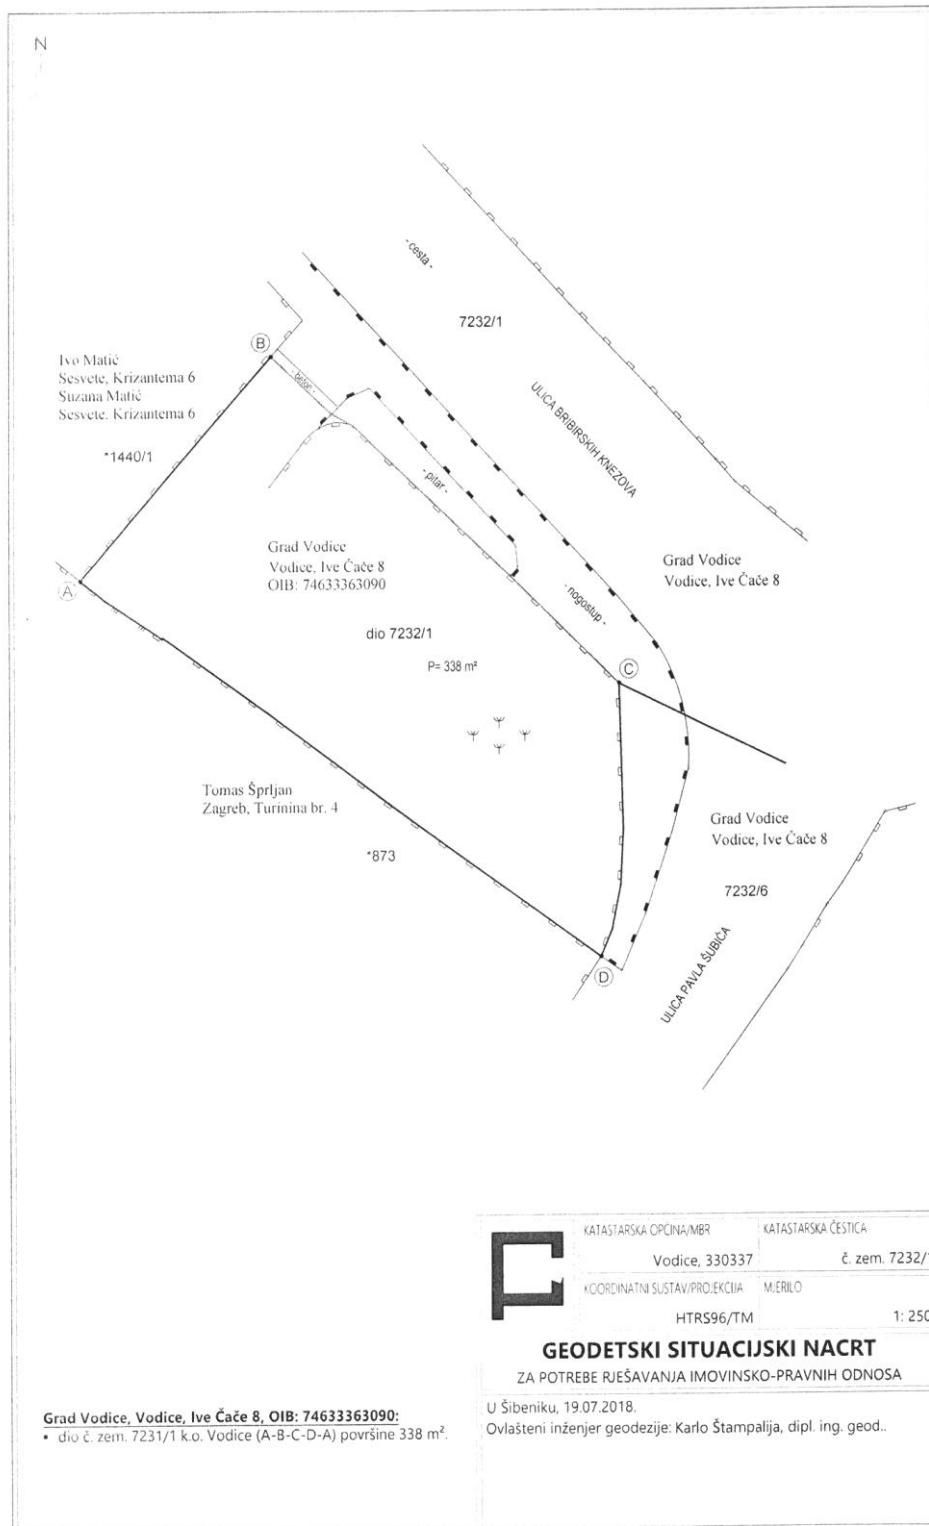 N
- cesta -
7232/1
B
Ivo Matić
Sesvete, Krizantema 6
Suzana Matić
Sesvete. Krizantema 6
- beton -
ULICA BRIBIRSKIH KNEZOVA
*1440/1
- pilar -
Grad Vodice
Vodice, Ive Čače 8
OIB: 74633363090
Grad Vodice
Vodice, Ive Čače 8
A
- nogostup -
dio 7232/1
P= 338 m²
C
Tomas Šprljan
Zagreb, Turinina br. 4
Grad Vodice
Vodice, Ive Čače 8
*873
7232/6
ULICA PAVLA ŠUBIĆA
D
KATASTARSKA OPĆINA/MBR
Vodice, 330337
KATASTARSKA ČESTICA
č. zem. 7232/1
KOORDINATNI SUSTAV/PROJEKCIJA
HTRS96/TM
MJERILO
1: 250
GEODETSKI SITUACIJSKI NACRT
ZA POTREBE RJEŠAVANJA IMOVINSKO-PRAVNIH ODNOSA
U Šibeniku, 19.07.2018.
Ovlašteni inženjer geodezije: Karlo Štampalija, dipl. ing. geod..
Grad Vodice, Vodice, Ive Čače 8, OIB: 74633363090:
• dio č. zem. 7231/1 k.o. Vodice (A-B-C-D-A) površine 338 m².